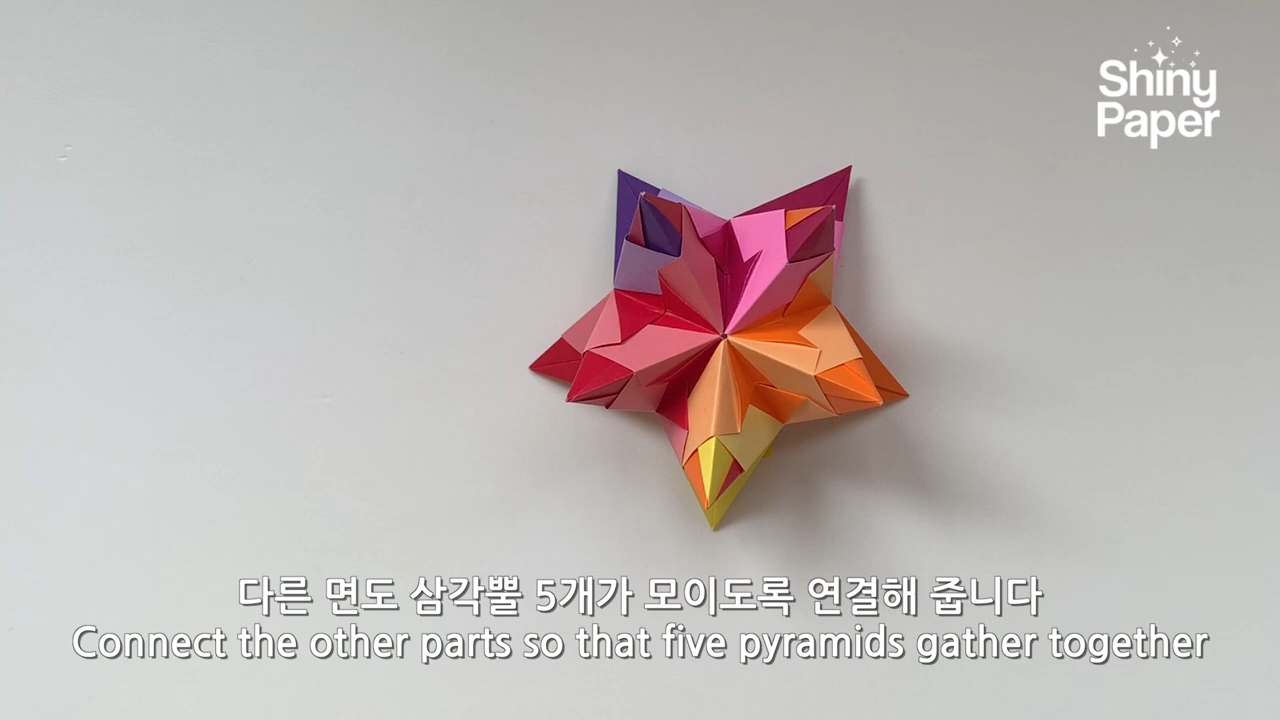 Shiny
Paper
다른 면도 삼각뿔 5개가 모이도록 연결해 줍니다
Connect the other parts so that five pyramids gather together